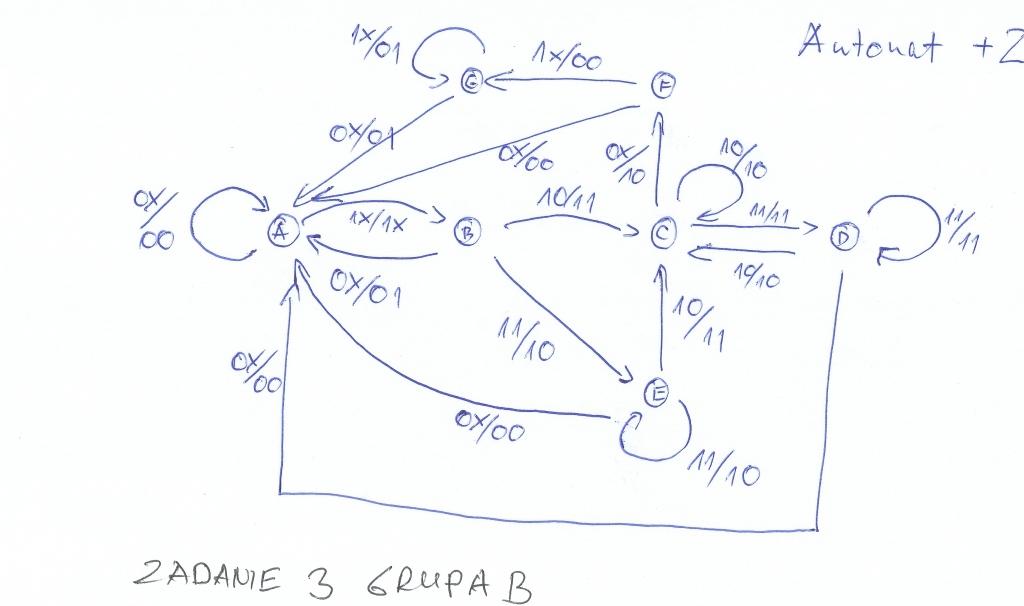 Automat +2
1X/01
1X/00
G
F
0X/01
0X/00
0X/10
10/10
0X/00
A
1X/1X
B
10/11
C
11/11
D
11/11
0X/01
10/10
11/10
10/11
0X/00
E
0X/00
11/10
ZADANIE 3 GRUPA B